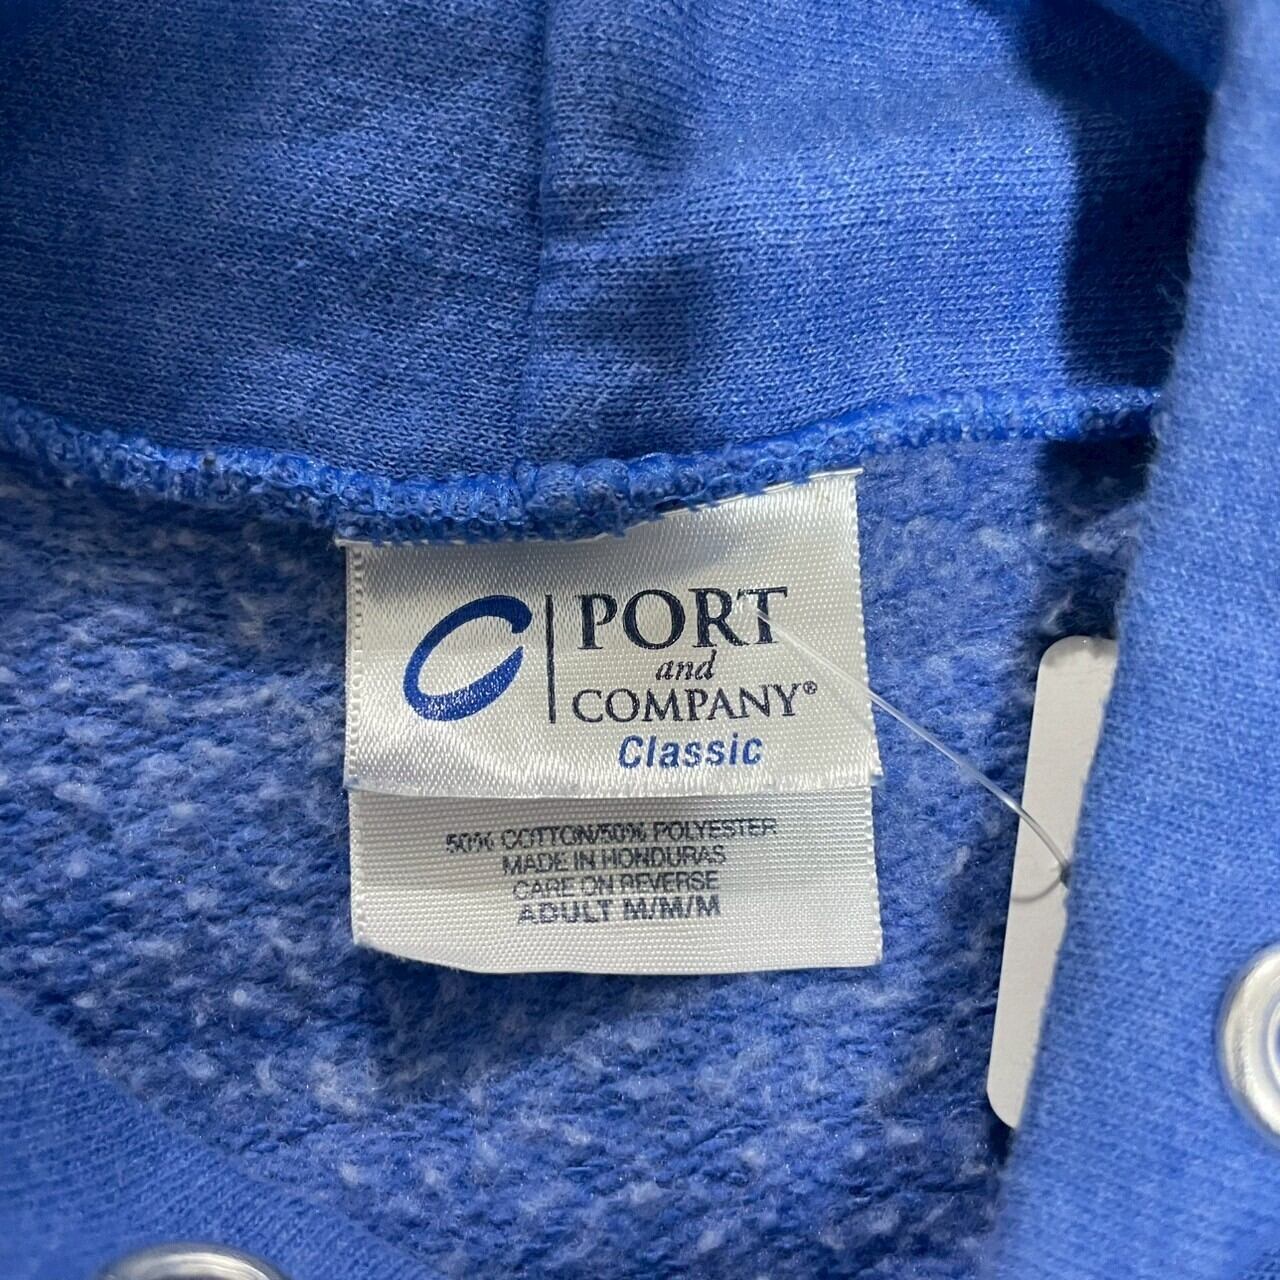 PORT
and
COMPANY®
Classic
50% COTTON/50% POLYESTER
MADE IN HONDURAS
CARE ON REVERSE
ADULT M/M/M